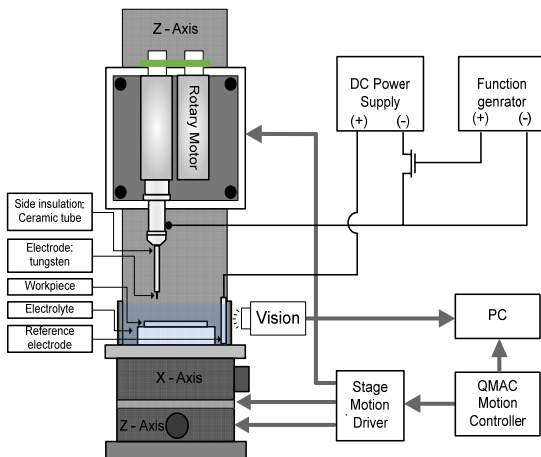 Z - Axis
Rotary Motor
DC Power
Supply
(+) (-)
Function
genrator
(+) (-)
Side insulation:
Ceramic tube
Electrode:
tungsten
Workpiece
Electrolyte
Reference
electrode
Vision
PC
X - Axis
Z - Axis
Stage
Motion
Driver
QMAC
Motion
Controller